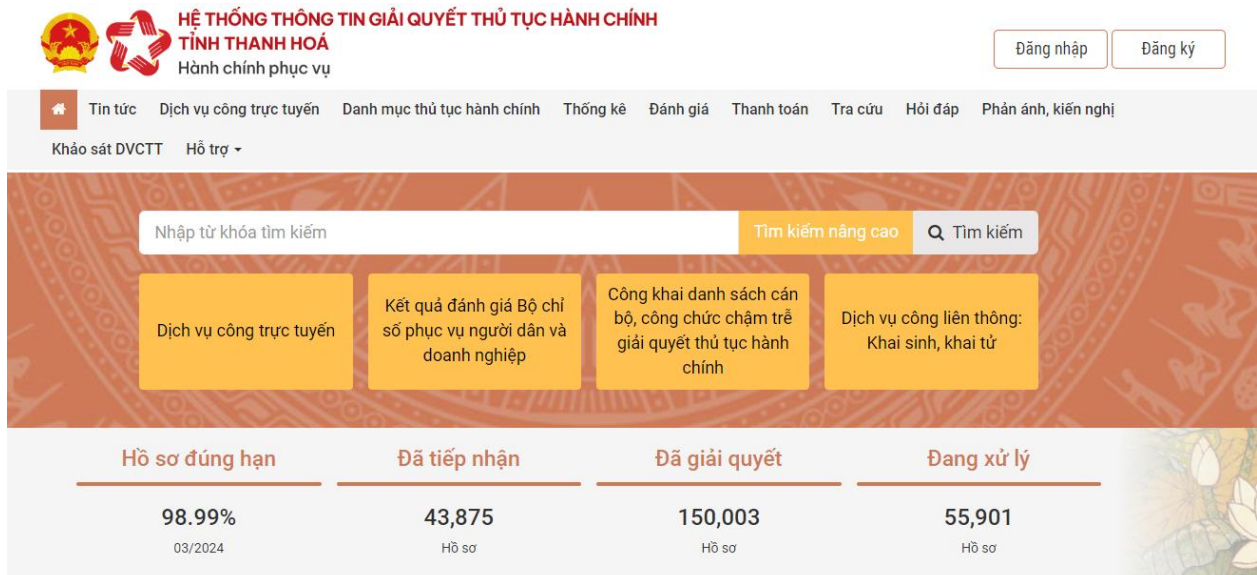 HỆ THỐNG THÔNG TIN GIẢI QUYẾT THỦ TỤC HÀNH CHÍNH
TỈNH THANH HOÁ
Hành chính phục vụ
Đăng nhập
Đăng ký
Tin tức Dịch vụ công trực tuyến Danh mục thủ tục hành chính Thống kê Đánh giá Thanh toán Tra cứu Hỏi đáp Phản ánh, kiến nghị
Khảo sát DVCTT Hỗ trợ
Nhập từ khóa tìm kiếm Tìm kiếm nâng cao Tìm kiếm
Dịch vụ công trực tuyến
Kết quả đánh giá Bộ chỉ
số phục vụ người dân và
doanh nghiệp
Công khai danh sách cán
bộ, công chức chậm trễ
giải quyết thủ tục hành
chính
Dịch vụ công liên thông:
Khai sinh, khai tử
Hồ sơ đúng hạn Đã tiếp nhận Đã giải quyết Đang xử lý
98.99% 43,875 150,003 55,901
03/2024 Hồ sơ Hồ sơ Hồ sơ